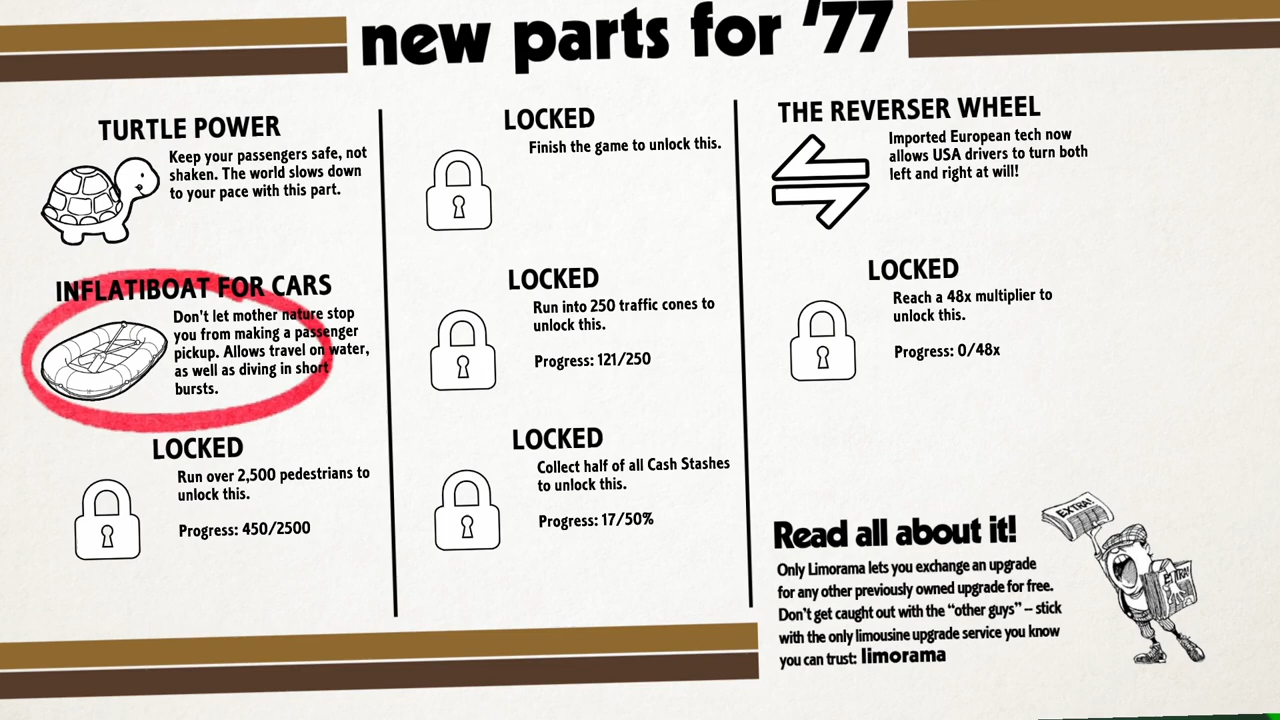 new parts for '77
TURTLE POWER
Keep your passengers safe, not
shaken. The world slows down
to your pace with this part.
INFLATIBOAT FOR CARS
Don't let mother nature stop
you from making a passenger
pickup. Allows travel on water,
as well as diving in short
bursts.
LOCKED
Run over 2,500 pedestrians to
unlock this.
Progress: 450/2500
LOCKED
Finish the game to unlock this.
LOCKED
Run into 250 traffic cones to
unlock this.
Progress: 121/250
LOCKED
Collect half of all Cash Stashes
to unlock this.
Progress: 17/50%
THE REVERSER WHEEL
Imported European tech now
allows USA drivers to turn both
left and right at will!
LOCKED
Reach a 48x multiplier to
unlock this.
Progress: 0/48x
Read all about it!
Only Limorama lets you exchange an upgrade
for any other previously owned upgrade for free.
Don't get caught out with the "other guys" – stick
with the only limousine upgrade service you know
you can trust: limorama
EXTRA!
EXTRA!